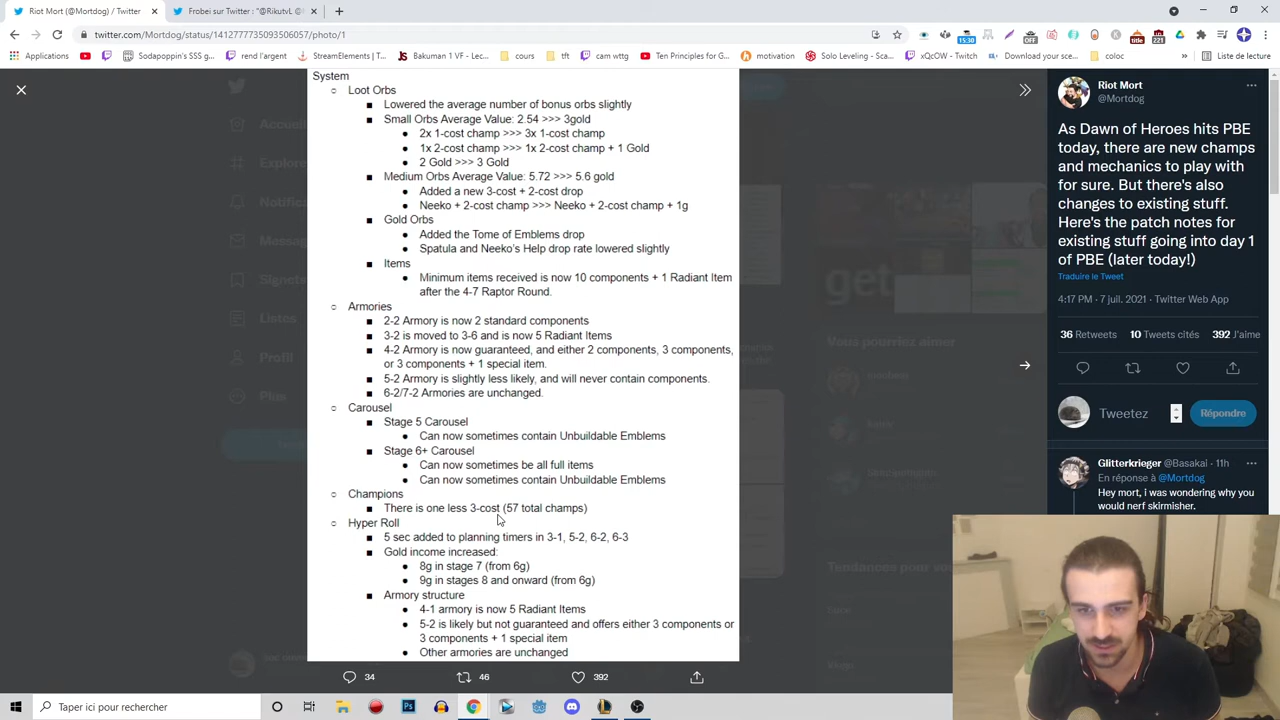 Riot Mort (@Mortdog) / Twitter
Frobei sur Twitter : "@RikutvL @
twitter.com/Mortdog/status/1412777735093506057/photo/1
Applications
Sodapoppin's SSS g...
rend l'argent
StreamElements | T...
Bakuman 1 VF - Lec...
cours
tft
cam wttg
Ten Principles for G...
motivation
Solo Leveling - Sca...
xQcOW - Twitch
Download your scre...
coloc
Liste de lecture
System
Loot Orbs
Lowered the average number of bonus orbs slightly
Small Orbs Average Value: 2.54 >>> 3gold
2x 1-cost champ >>> 3x 1-cost champ
1x 2-cost champ >>> 1x 2-cost champ + 1 Gold
2 Gold >>> 3 Gold
Medium Orbs Average Value: 5.72 >>> 5.6 gold
Added a new 3-cost + 2-cost drop
Neeko + 2-cost champ >>> Neeko + 2-cost champ + 1g
Gold Orbs
Added the Tome of Emblems drop
Spatula and Neeko's Help drop rate lowered slightly
Items
Minimum items received is now 10 components + 1 Radiant Item
after the 4-7 Raptor Round.
Armories
2-2 Armory is now 2 standard components
3-2 is moved to 3-6 and is now 5 Radiant Items
4-2 Armory is now guaranteed, and either 2 components, 3 components,
or 3 components + 1 special item.
5-2 Armory is slightly less likely, and will never contain components.
6-2/7-2 Armories are unchanged.
Carousel
Stage 5 Carousel
Can now sometimes contain Unbuildable Emblems
Stage 6+ Carousel
Can now sometimes be all full items
Can now sometimes contain Unbuildable Emblems
Champions
There is one less 3-cost (57 total champs)
Hyper Roll
5 sec added to planning timers in 3-1, 5-2, 6-2, 6-3
Gold income increased:
8g in stage 7 (from 6g)
9g in stages 8 and onward (from 6g)
Armory structure
4-1 armory is now 5 Radiant Items
5-2 is likely but not guaranteed and offers either 3 components or
3 components + 1 special item
Other armories are unchanged
34
46
392
Accueil
Explore
Notific
Messag
Signets
Listes
Profil
Plus
get
Vous pourriez aimer
Tendances pour vous
Riot Mort
@Mortdog
As Dawn of Heroes hits PBE
today, there are new champs
and mechanics to play with
for sure. But there's also
changes to existing stuff.
Here's the patch notes for
existing stuff going into day 1
of PBE (later today!)
Traduire le Tweet
4:17 PM · 7 juil. 2021 · Twitter Web App
36 Retweets 10 Tweets cités 392 J'aime
Tweetez
Répondre
Glitterkrieger @Basakai · 11h
En réponse à @Mortdog
Hey mort, i was wondering why you
would nerf skirmisher.
Taper ici pour rechercher